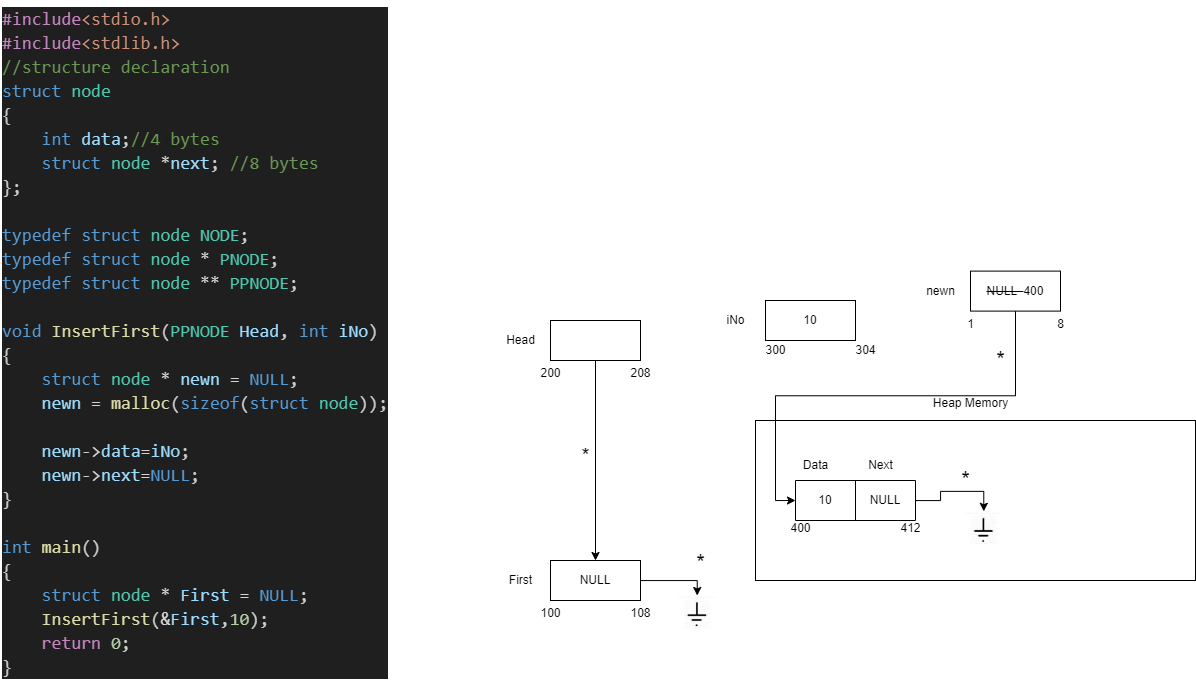 #include<stdio.h>
#include<stdlib.h>
//structure declaration
struct node
{
    int data;//4 bytes
    struct node *next; //8 bytes
};

typedef struct node NODE;
typedef struct node * PNODE;
typedef struct node ** PPNODE;

void InsertFirst(PPNODE Head, int iNo)
{
    struct node * newn = NULL;
    newn = malloc(sizeof(struct node));

    newn->data=iNo;
    newn->next=NULL;
}

int main()
{
    struct node * First = NULL;
    InsertFirst(&First,10);
    return 0;
}
newn
NULL 400
1 8
iNo
10
300 304
Head
200 208
*
*
Heap Memory
Data Next
*
10 NULL
400 412
First
NULL
*
100 108